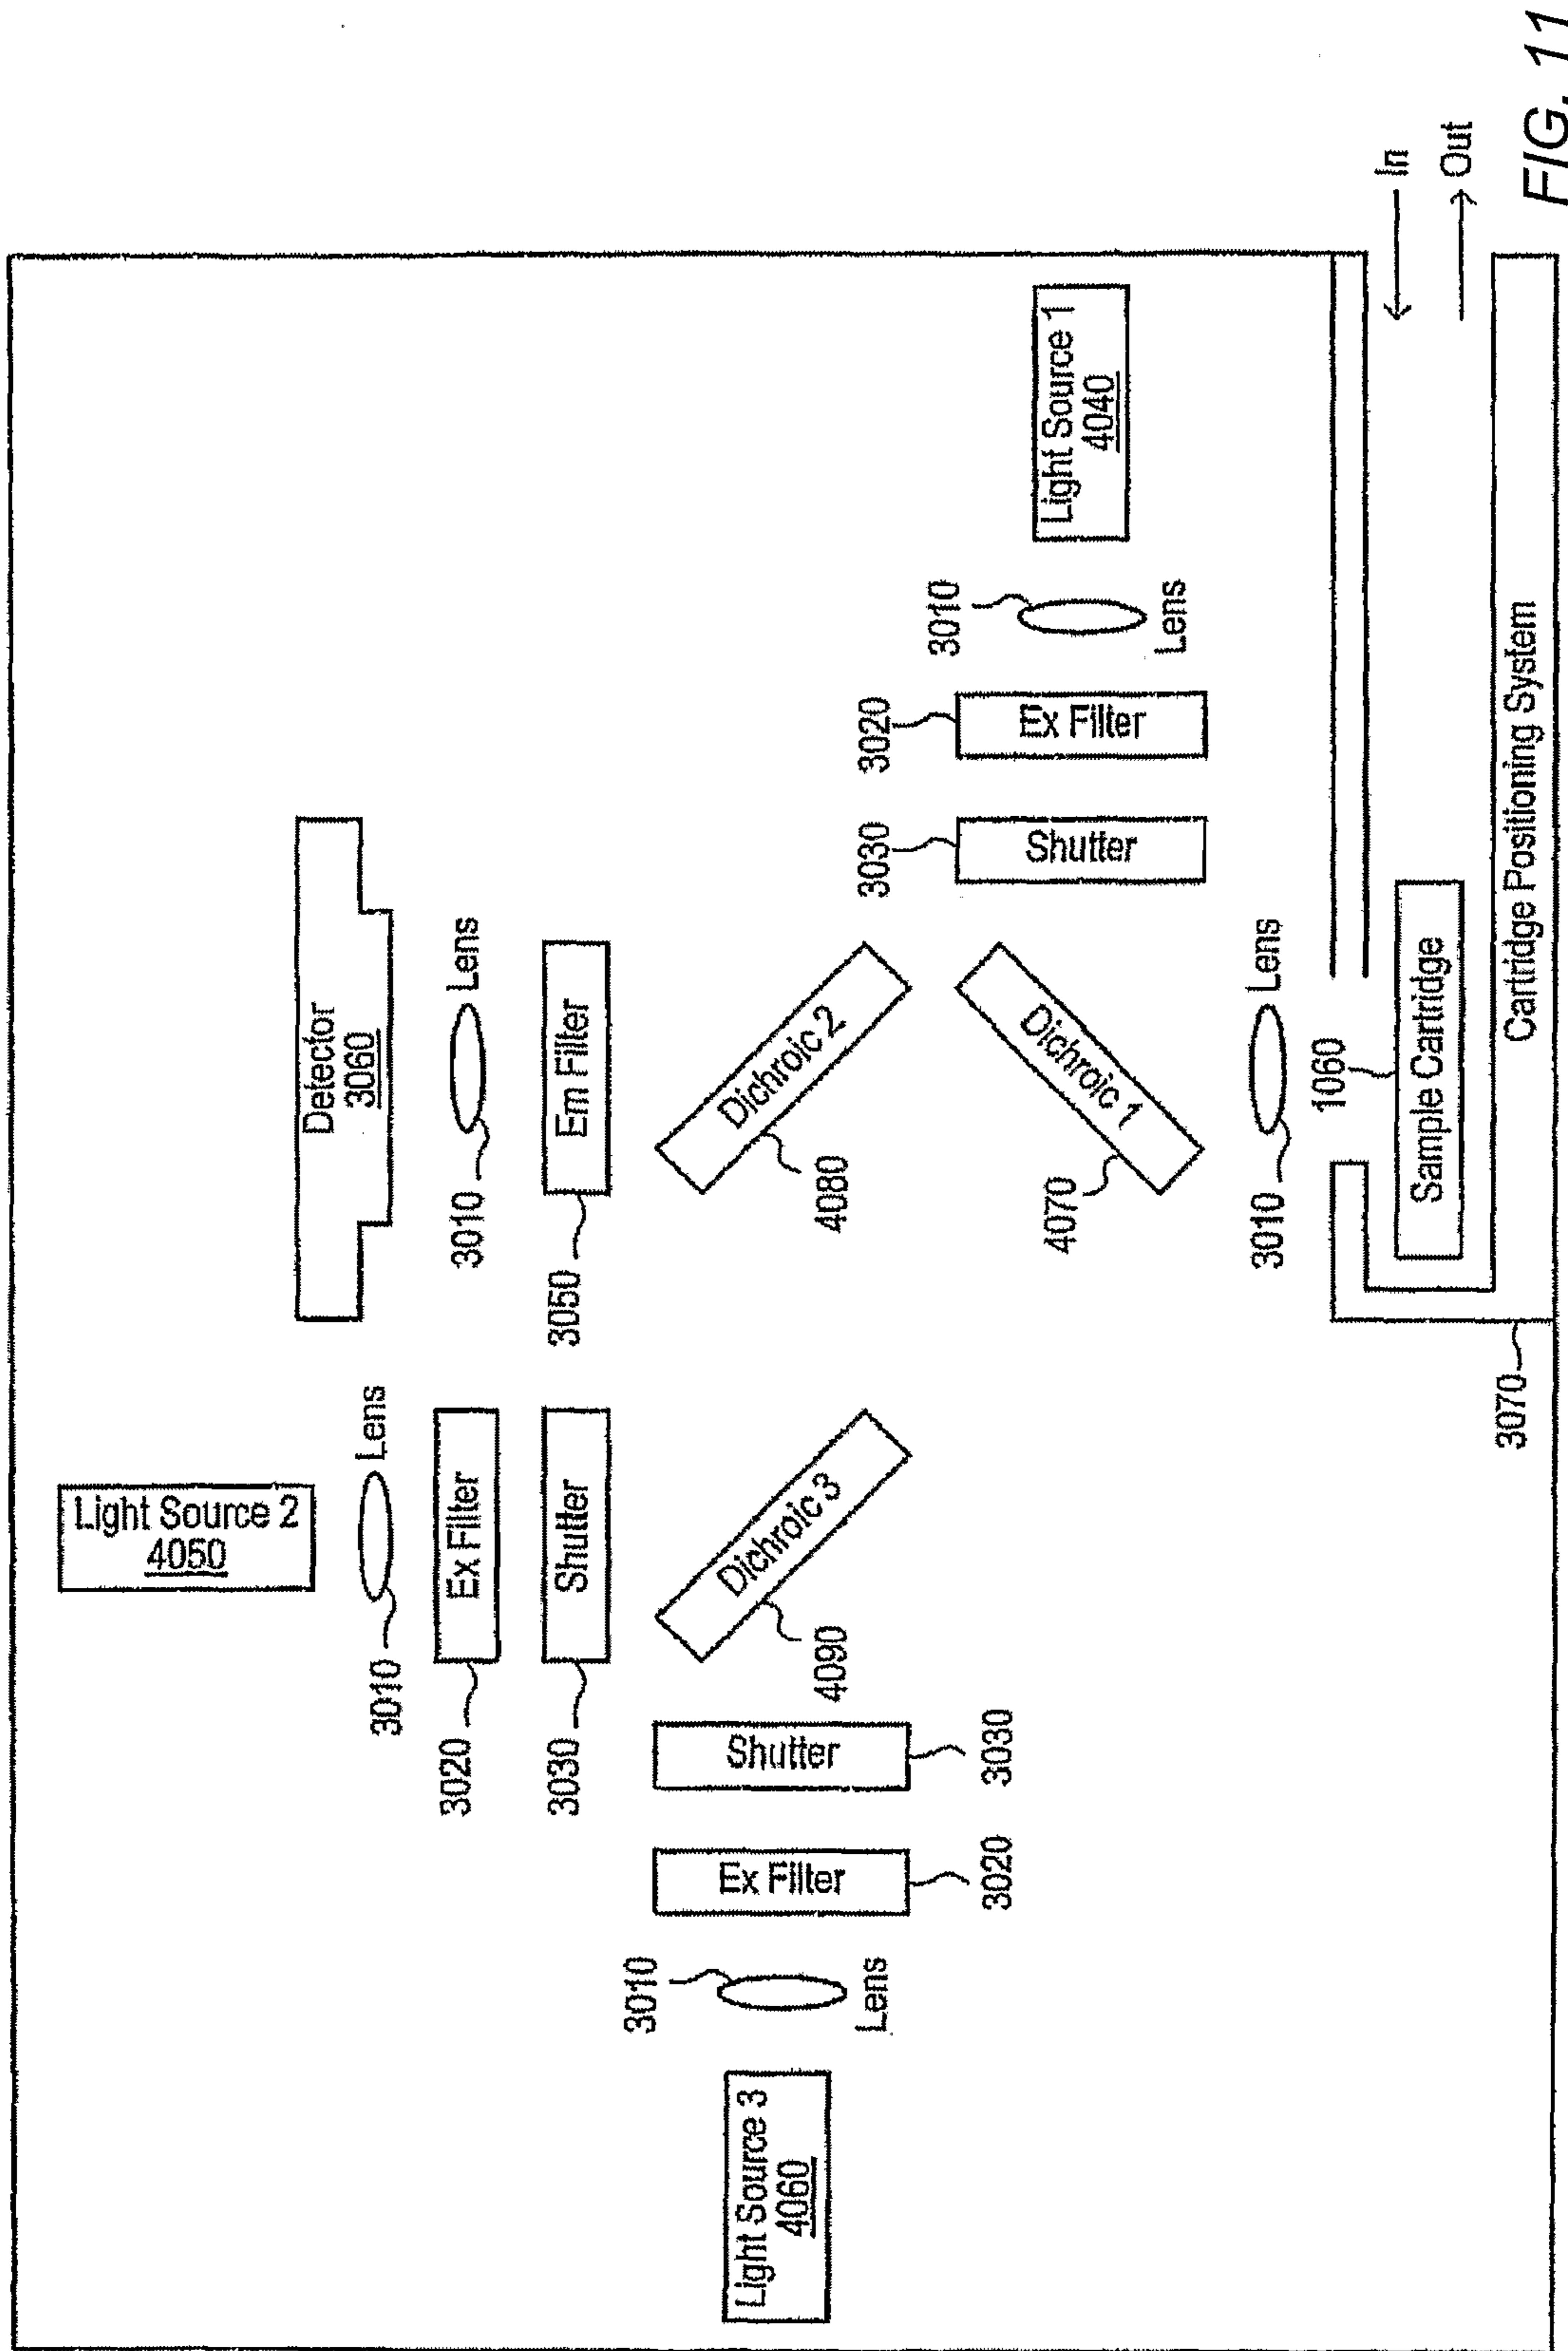 Light Source 3
4060
Lens
3010
Ex Filter
3020
Shutter
3030
Light Source 2
4050
Lens
3010
Ex Filter
3020
Shutter
3030
Dichroic 3
4090
Detector
3060
Lens
3010
Em Filter
3050
Dichroic 2
4080
Dichroic 1
4070
Lens
3010
Shutter
3030
Ex Filter
3020
Lens
3010
Light Source 1
4040
1060
Sample Cartridge
Cartridge Positioning System
3070
In
Out
FIG. 11